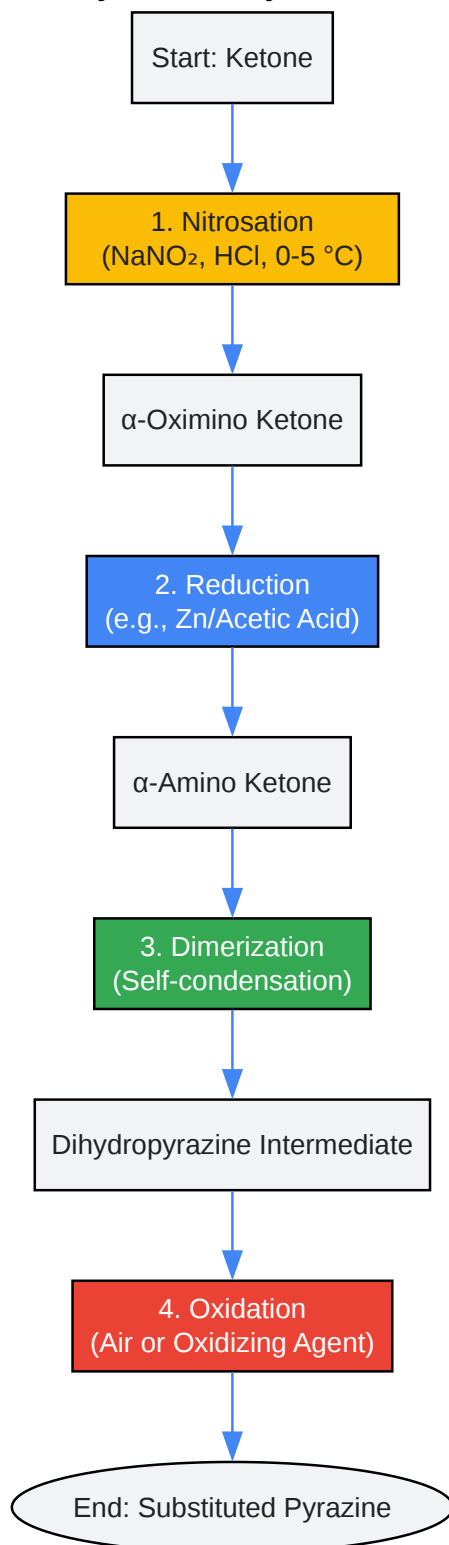 Start: Ketone
1. Nitrosation
(NaNO₂, HCl, 0-5 °C)
α-Oximino Ketone
2. Reduction
(e.g., Zn/Acetic Acid)
α-Amino Ketone
3. Dimerization
(Self-condensation)
Dihydropyrazine Intermediate
4. Oxidation
(Air or Oxidizing Agent)
End: Substituted Pyrazine